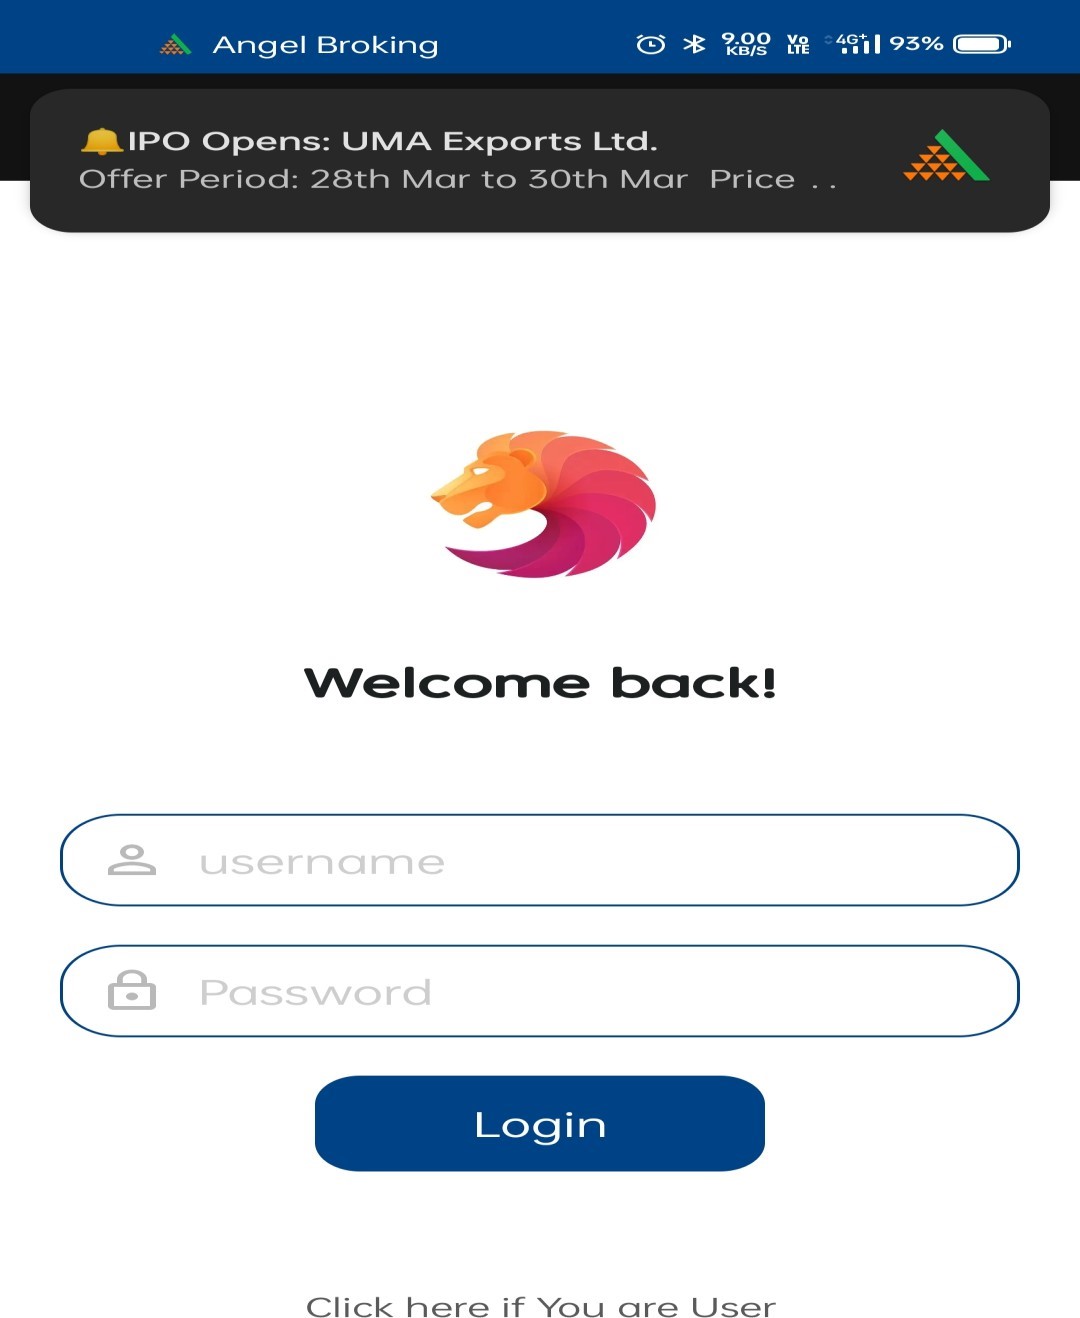 Angel Broking 9.00 KB/S Vo LTE 4G+ 93%
🔔IPO Opens: UMA Exports Ltd.
Offer Period: 28th Mar to 30th Mar  Price . .
Welcome back!
username
Password
Login
Click here if You are User